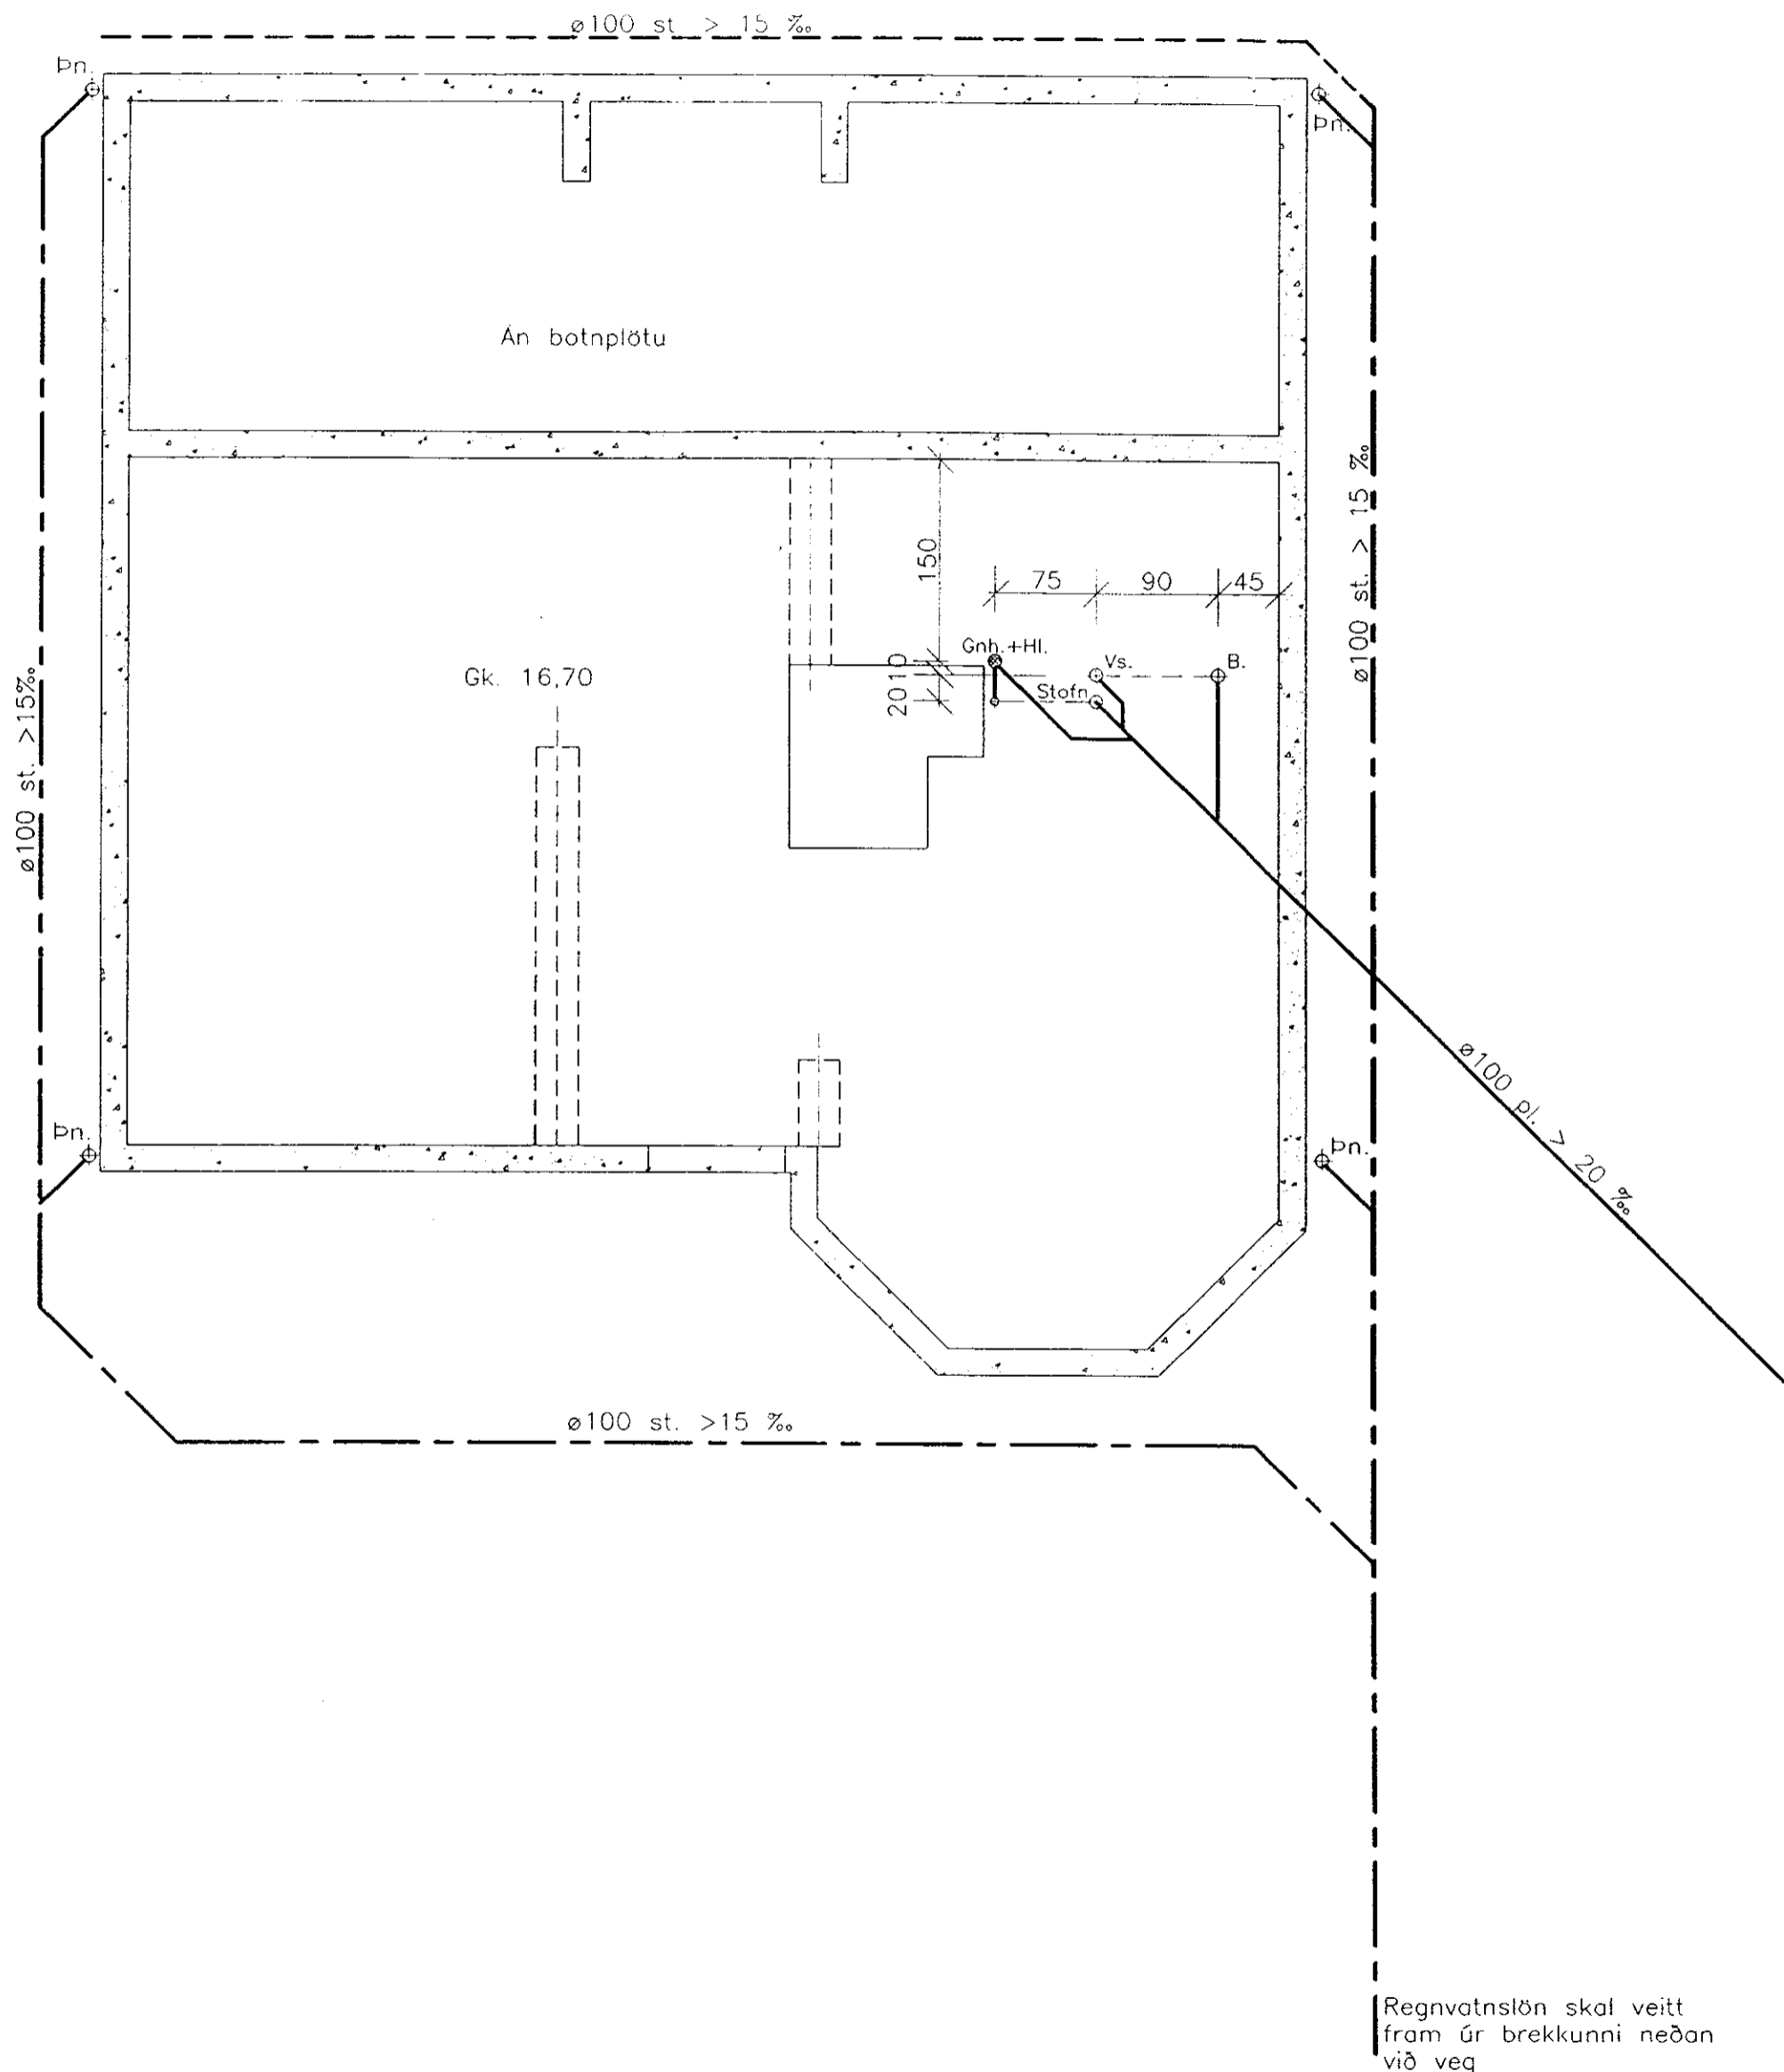 ø100 st. > 15 ‰
Þn.
Þn.
Án botnplötu
ø100 st. > 15 ‰
150
75
90
45
Gnh.+Hl.
Vs.
B.
10
20
Stofn
Gk. 16,70
ø100 st. >15‰
ø100 pl. > 20 ‰
Þn.
Þn.
ø100 st. >15 ‰
Regnvatnslön skal veitt
fram úr brekkunni neðan
við veg